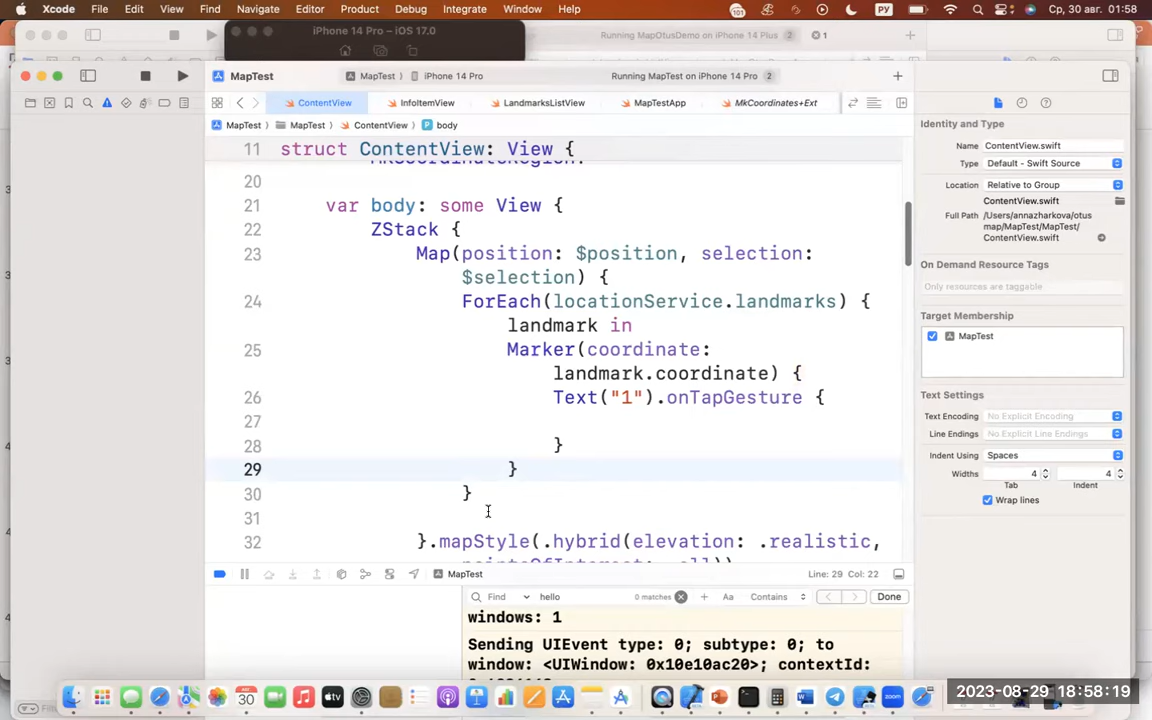 Xcode File Edit View Find Navigate Editor Product Debug Integrate Window Help 101 РУ Ср, 30 авг. 01:58
iPhone 14 Pro – iOS 17.0
Running MapOtusDemo on iPhone 14 Plus 2 1
MapTest MapTest iPhone 14 Pro Running MapTest on iPhone 14 Pro 2
ContentView InfoItemView LandmarksListView MapTestApp MkCoordinates+Ext
MapTest MapTest ContentView P body
11 struct ContentView: View {
MKCoordinateRegion.
20
21 var body: some View {
22 ZStack {
23 Map(position: $position, selection:
$selection) {
24 ForEach(locationService.landmarks) {
landmark in
25 Marker(coordinate:
landmark.coordinate) {
26 Text("1").onTapGesture {
27
28 }
29 }
30 }
31
32 }.mapStyle(.hybrid(elevation: .realistic,
MapTest Line: 29 Col: 22
Find hello 0 matches Aa Contains Done
windows: 1
Sending UIEvent type: 0; subtype: 0; to
window: <UIWindow: 0x10e10ac20>; contextId:
Identity and Type
Name ContentView.swift
Type Default - Swift Source
Location Relative to Group
ContentView.swift
Full Path /Users/annazharkova/otus
map/MapTest/MapTest/
ContentView.swift
On Demand Resource Tags
Only resources are taggable
Target Membership
MapTest
Text Settings
Text Encoding No Explicit Encoding
Line Endings No Explicit Line Endings
Indent Using Spaces
Widths 4 4
Tab Indent
Wrap lines
2023-08-29 18:58:19